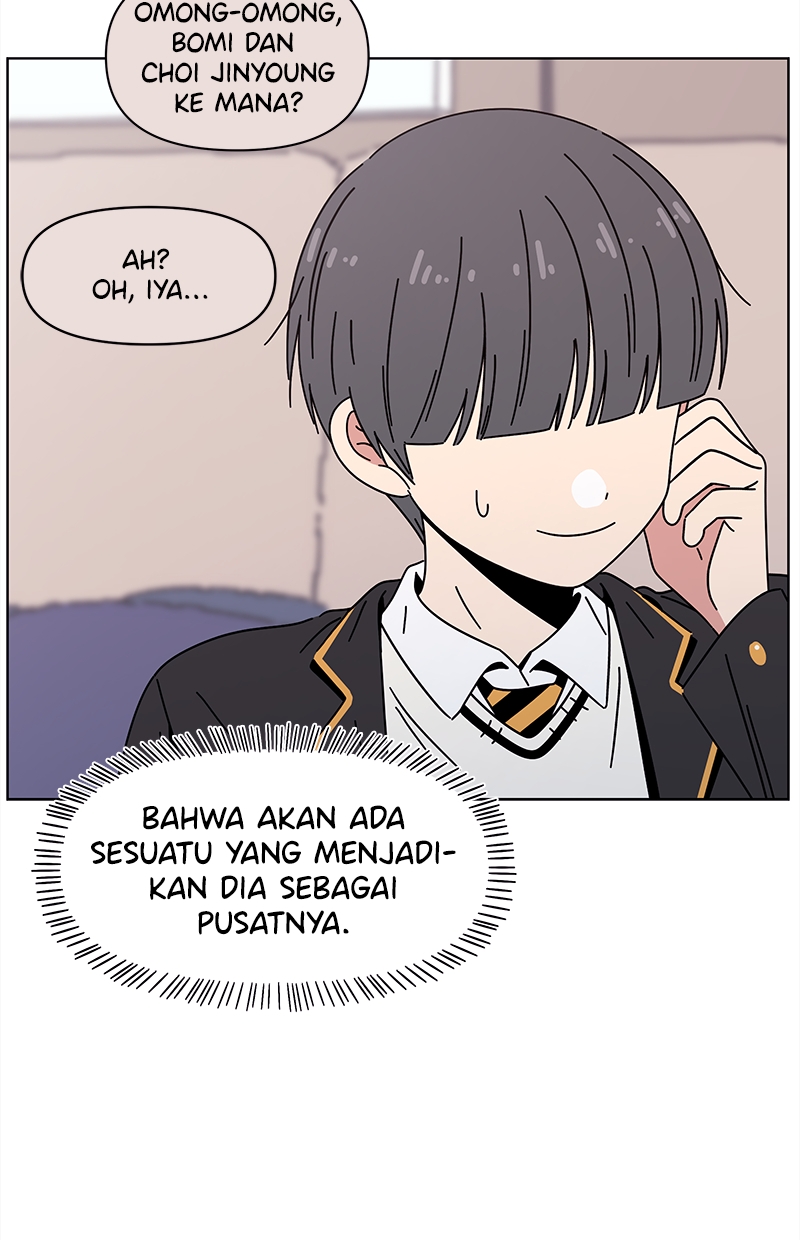 OMONG-OMONG,
BOMI DAN
CHOI JINYOUNG
KE MANA?
AH?
OH, IYA...
BAHWA AKAN ADA
SESUATU YANG MENJADI-
KAN DIA SEBAGAI
PUSATNYA.